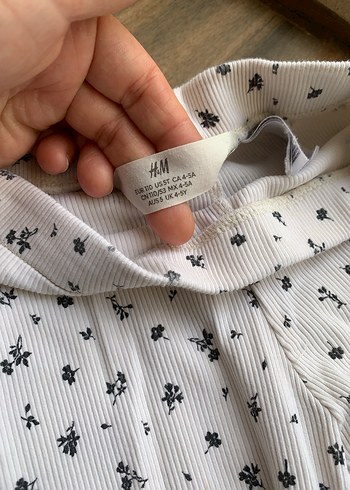 H&M
EUR 110 US 5T CA 4-5A
CN 110/53 MX 4-5A
AUS 5 UK 4-5Y